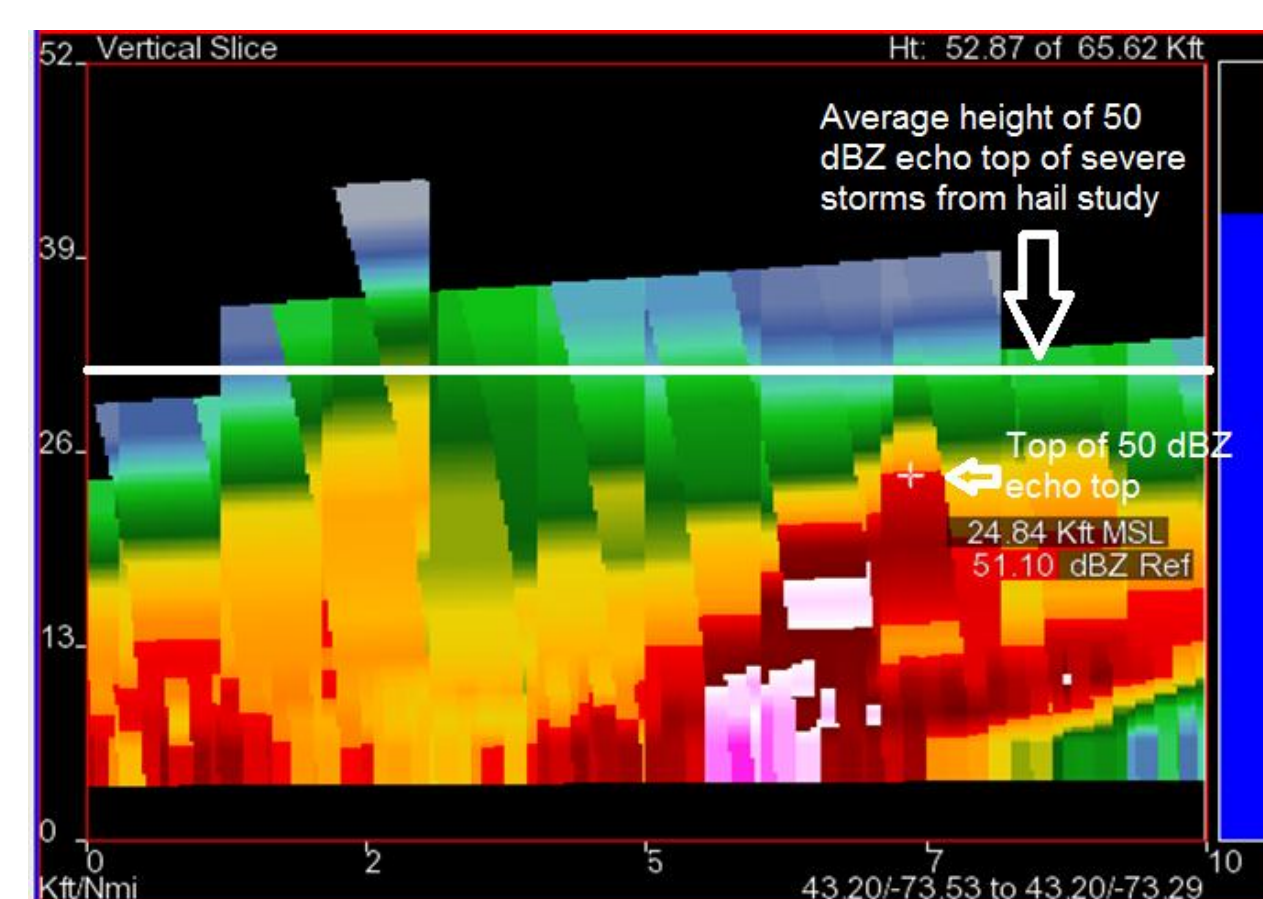 52 Vertical Slice Ht: 52.87 of 65.62 Kft
Average height of 50
dBZ echo top of severe
storms from hail study
39
26
Top of 50 dBZ
echo top
24.84 Kft MSL
51.10 dBZ Ref
13
0
0 2 5 7 10
Kft/Nmi 43.20/-73.53 to 43.20/-73.29